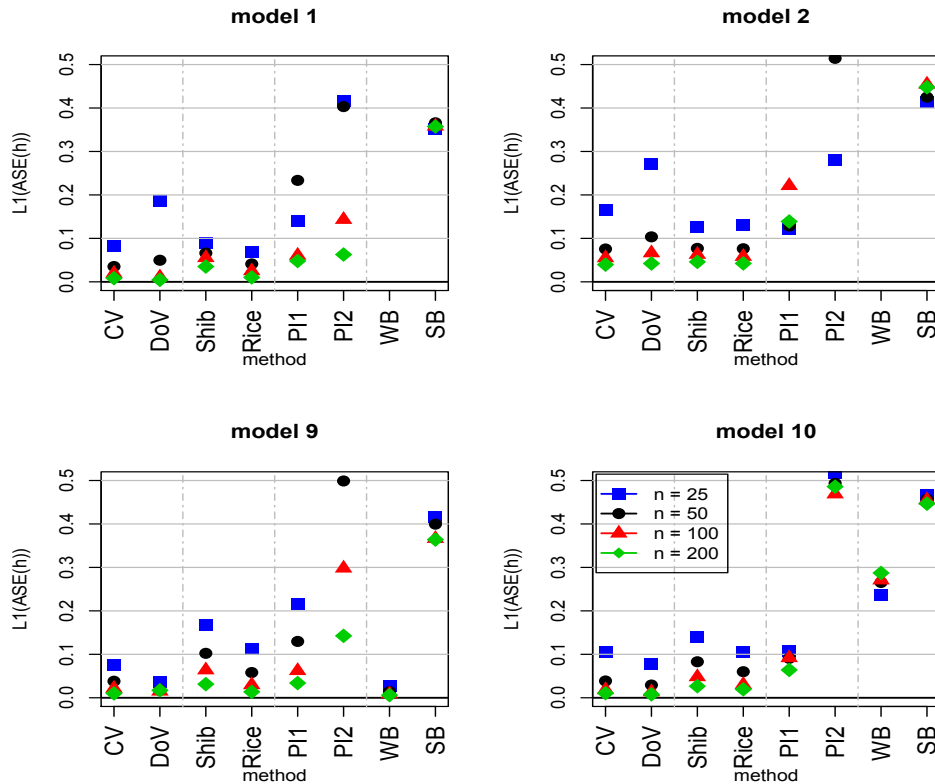 model 1
L1(ASE(h))
0.5
0.4
0.3
0.2
0.1
0.0
CV
DoV
Shib
Rice
PI1
PI2
WB
SB
method
model 2
L1(ASE(h))
0.5
0.4
0.3
0.2
0.1
0.0
CV
DoV
Shib
Rice
PI1
PI2
WB
SB
method
model 9
L1(ASE(h))
0.5
0.4
0.3
0.2
0.1
0.0
CV
DoV
Shib
Rice
PI1
PI2
WB
SB
method
model 10
L1(ASE(h))
0.5
0.4
0.3
0.2
0.1
0.0
n = 25
n = 50
n = 100
n = 200
CV
DoV
Shib
Rice
PI1
PI2
WB
SB
method